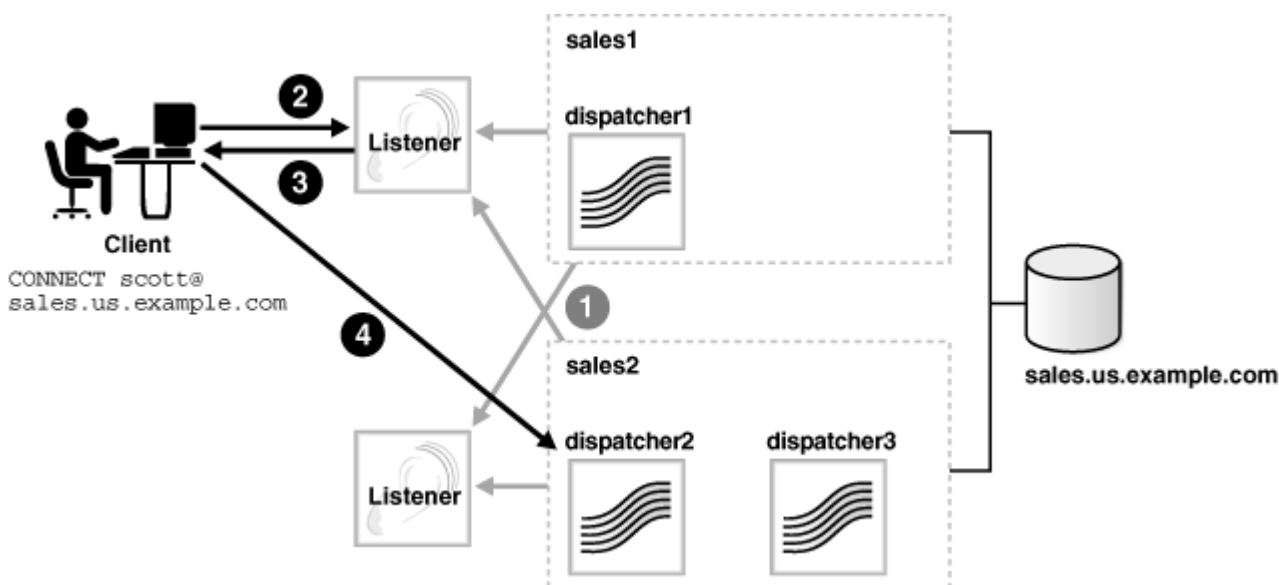 sales1
2
dispatcher1
Listener
3
Client
CONNECT scott@
sales.us.example.com
1
4
sales2
sales.us.example.com
dispatcher2
dispatcher3
Listener